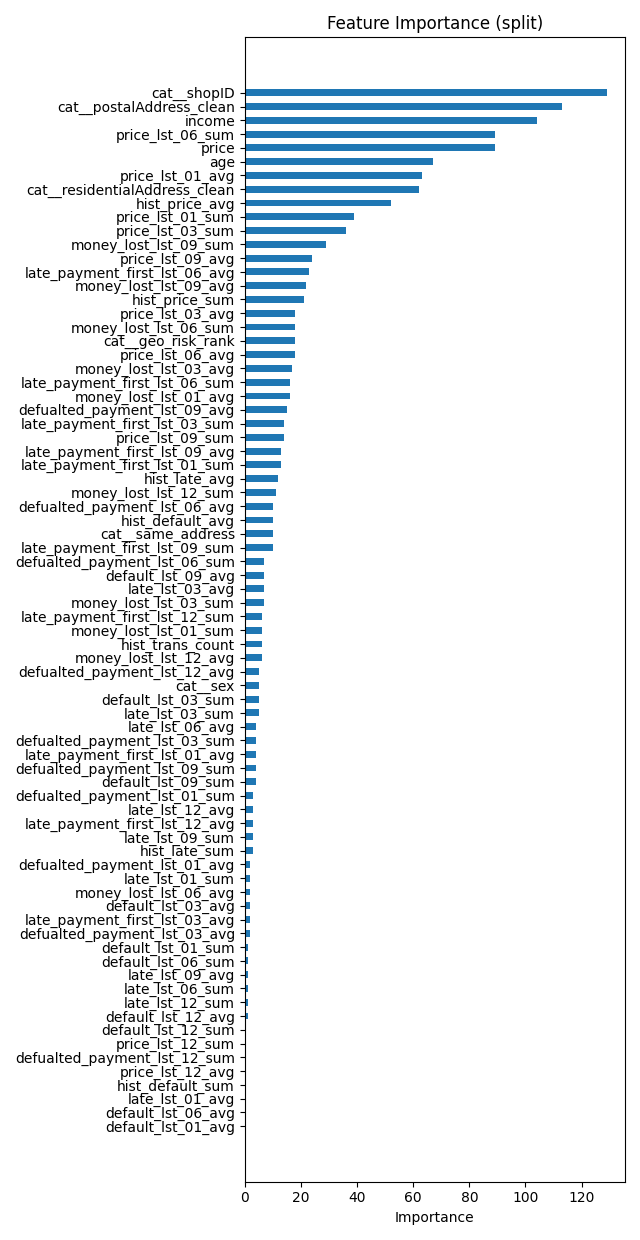 Feature Importance (split)
cat__shopID
cat__postalAddress_clean
income
price_lst_06_sum
price
age
price_lst_01_avg
cat__residentialAddress_clean
hist_price_avg
price_lst_01_sum
price_lst_03_sum
money_lost_lst_09_sum
price_lst_09_avg
late_payment_first_lst_06_avg
money_lost_lst_09_avg
hist_price_sum
price_lst_03_avg
money_lost_lst_06_sum
cat__geo_risk_rank
price_lst_06_avg
money_lost_lst_03_avg
late_payment_first_lst_06_sum
money_lost_lst_01_avg
defualted_payment_lst_09_avg
late_payment_first_lst_03_sum
price_lst_09_sum
late_payment_first_lst_09_avg
late_payment_first_lst_01_sum
hist_late_avg
money_lost_lst_12_sum
defualted_payment_lst_06_avg
hist_default_avg
cat__same_address
late_payment_first_lst_09_sum
defualted_payment_lst_06_sum
default_lst_09_avg
late_lst_03_avg
money_lost_lst_03_sum
late_payment_first_lst_12_sum
money_lost_lst_01_sum
hist_trans_count
money_lost_lst_12_avg
defualted_payment_lst_12_avg
cat__sex
default_lst_03_sum
late_lst_03_sum
late_lst_06_avg
defualted_payment_lst_03_sum
late_payment_first_lst_01_avg
defualted_payment_lst_09_sum
default_lst_09_sum
defualted_payment_lst_01_sum
late_lst_12_avg
late_payment_first_lst_12_avg
late_lst_09_sum
hist_late_sum
defualted_payment_lst_01_avg
late_lst_01_sum
money_lost_lst_06_avg
default_lst_03_avg
late_payment_first_lst_03_avg
defualted_payment_lst_03_avg
default_lst_01_sum
default_lst_06_sum
late_lst_09_avg
late_lst_06_sum
late_lst_12_sum
default_lst_12_avg
default_lst_12_sum
price_lst_12_sum
defualted_payment_lst_12_sum
price_lst_12_avg
hist_default_sum
late_lst_01_avg
default_lst_06_avg
default_lst_01_avg
0 20 40 60 80 100 120
Importance